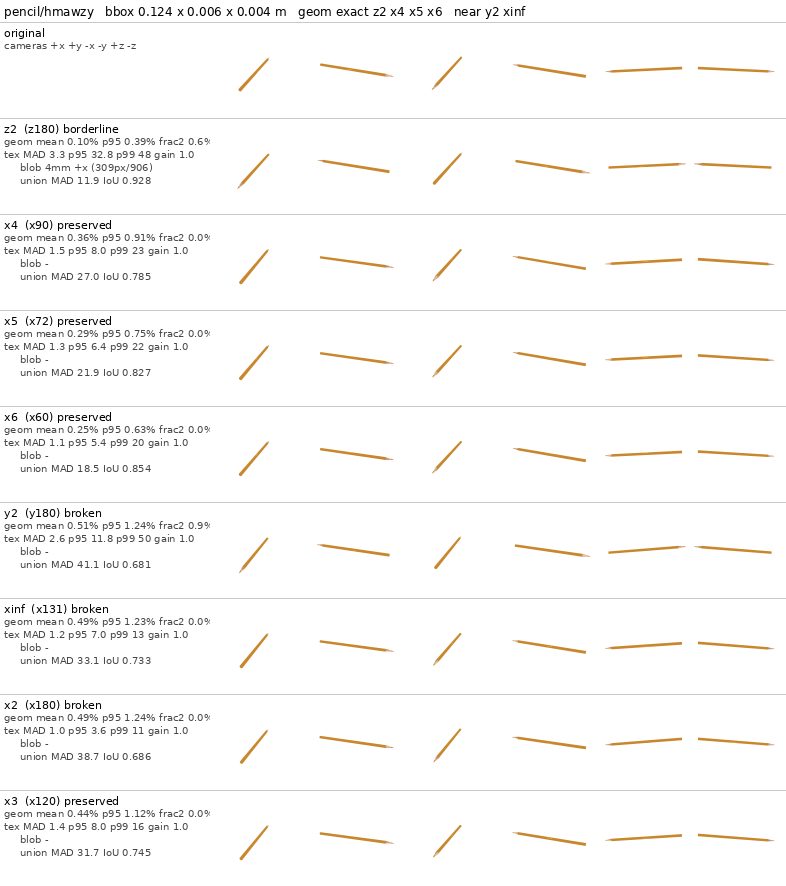 pencil/hmawzy bbox 0.124 x 0.006 x 0.004 m geom exact z2 x4 x5 x6 near y2 xinf
original
cameras +x +y -x -y +z -z
z2 (z180) borderline
geom mean 0.10% p95 0.39% frac2 0.6%
tex MAD 3.3 p95 32.8 p99 48 gain 1.0
blob 4mm +x (309px/906)
union MAD 11.9 IoU 0.928
x4 (x90) preserved
geom mean 0.36% p95 0.91% frac2 0.0%
tex MAD 1.5 p95 8.0 p99 23 gain 1.0
blob -
union MAD 27.0 IoU 0.785
x5 (x72) preserved
geom mean 0.29% p95 0.75% frac2 0.0%
tex MAD 1.3 p95 6.4 p99 22 gain 1.0
blob -
union MAD 21.9 IoU 0.827
x6 (x60) preserved
geom mean 0.25% p95 0.63% frac2 0.0%
tex MAD 1.1 p95 5.4 p99 20 gain 1.0
blob -
union MAD 18.5 IoU 0.854
y2 (y180) broken
geom mean 0.51% p95 1.24% frac2 0.9%
tex MAD 2.6 p95 11.8 p99 50 gain 1.0
blob -
union MAD 41.1 IoU 0.681
xinf (x131) broken
geom mean 0.49% p95 1.23% frac2 0.0%
tex MAD 1.2 p95 7.0 p99 13 gain 1.0
blob -
union MAD 33.1 IoU 0.733
x2 (x180) broken
geom mean 0.49% p95 1.24% frac2 0.0%
tex MAD 1.0 p95 3.6 p99 11 gain 1.0
blob -
union MAD 38.7 IoU 0.686
x3 (x120) preserved
geom mean 0.44% p95 1.12% frac2 0.0%
tex MAD 1.4 p95 8.0 p99 16 gain 1.0
blob -
union MAD 31.7 IoU 0.745